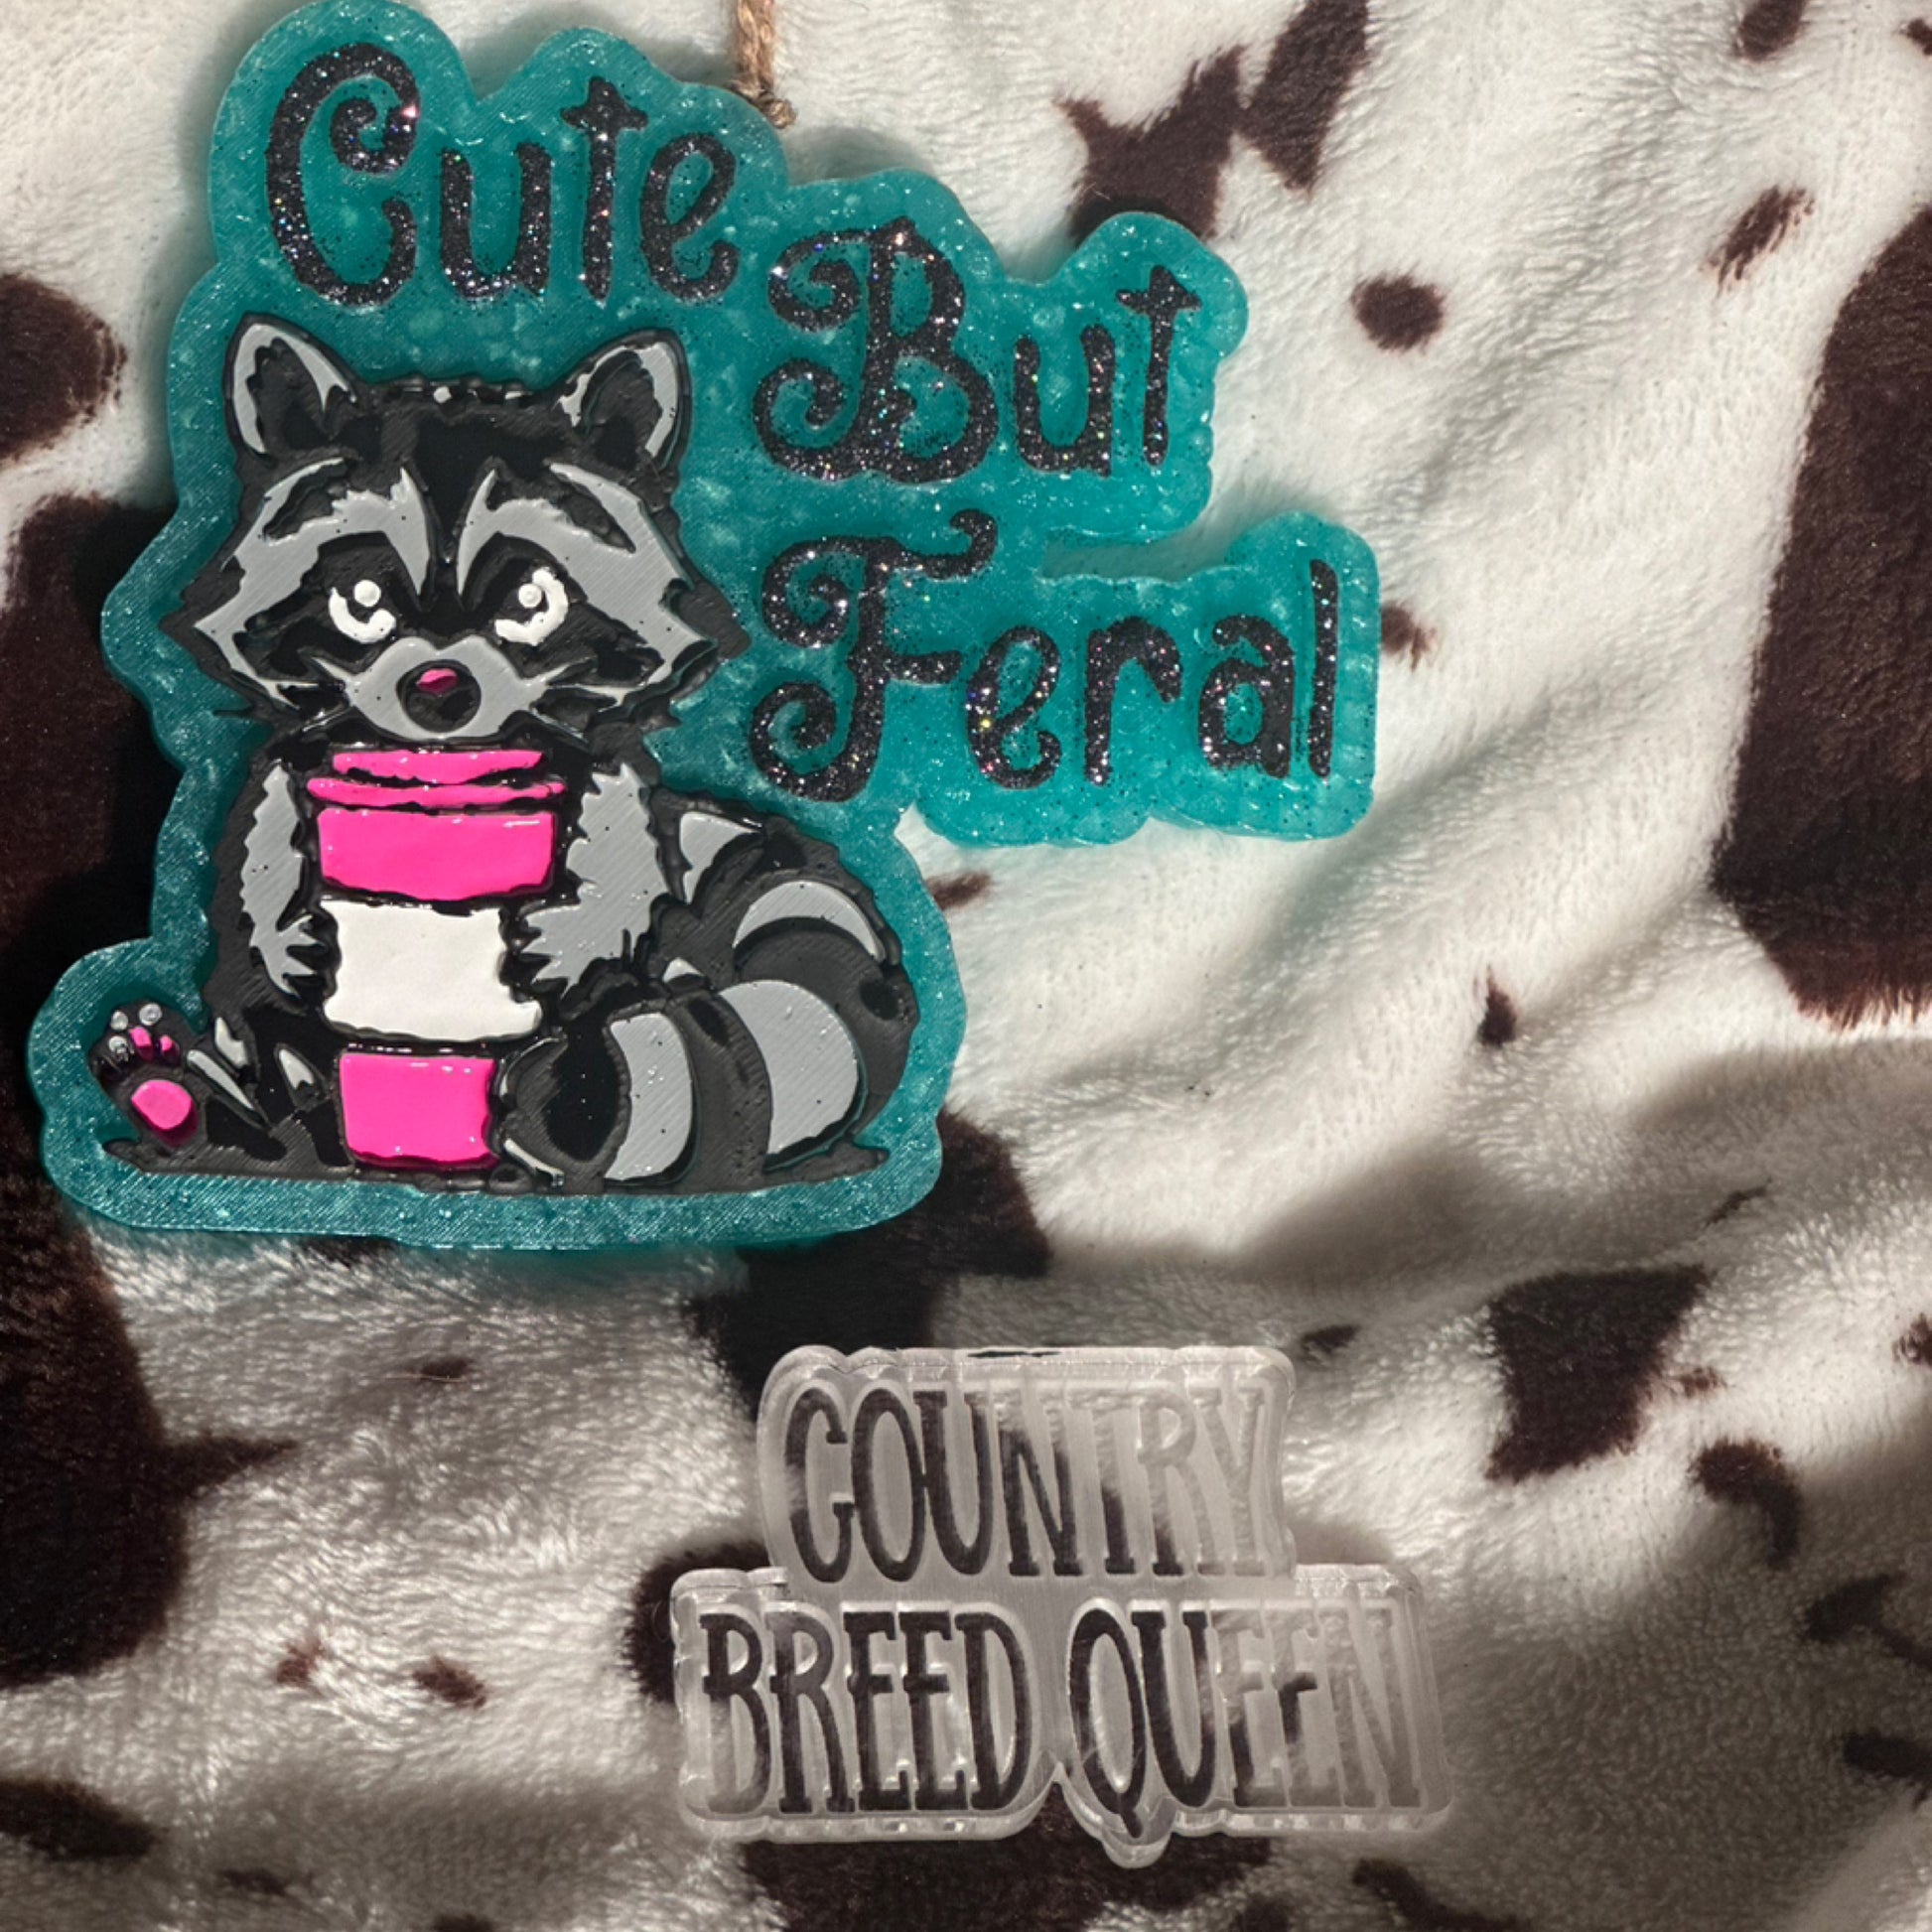 Cute
But
Feral
COUNTRY
BREED QUEEN